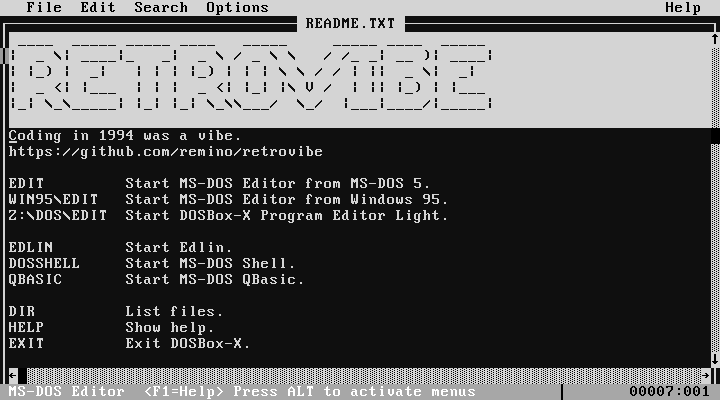 File Edit Search Options Help
README.TXT
RETROVIBE
Coding in 1994 was a vibe.
https://github.com/remino/retrovibe
EDIT Start MS-DOS Editor from MS-DOS 5.
WIN95\EDIT Start MS-DOS Editor from Windows 95.
Z:\DOS\EDIT Start DOSBox-X Program Editor Light.
EDLIN Start Edlin.
DOSSHELL Start MS-DOS Shell.
QBASIC Start MS-DOS QBasic.
DIR List files.
HELP Show help.
EXIT Exit DOSBox-X.
MS-DOS Editor <F1=Help> Press ALT to activate menus 00007:001